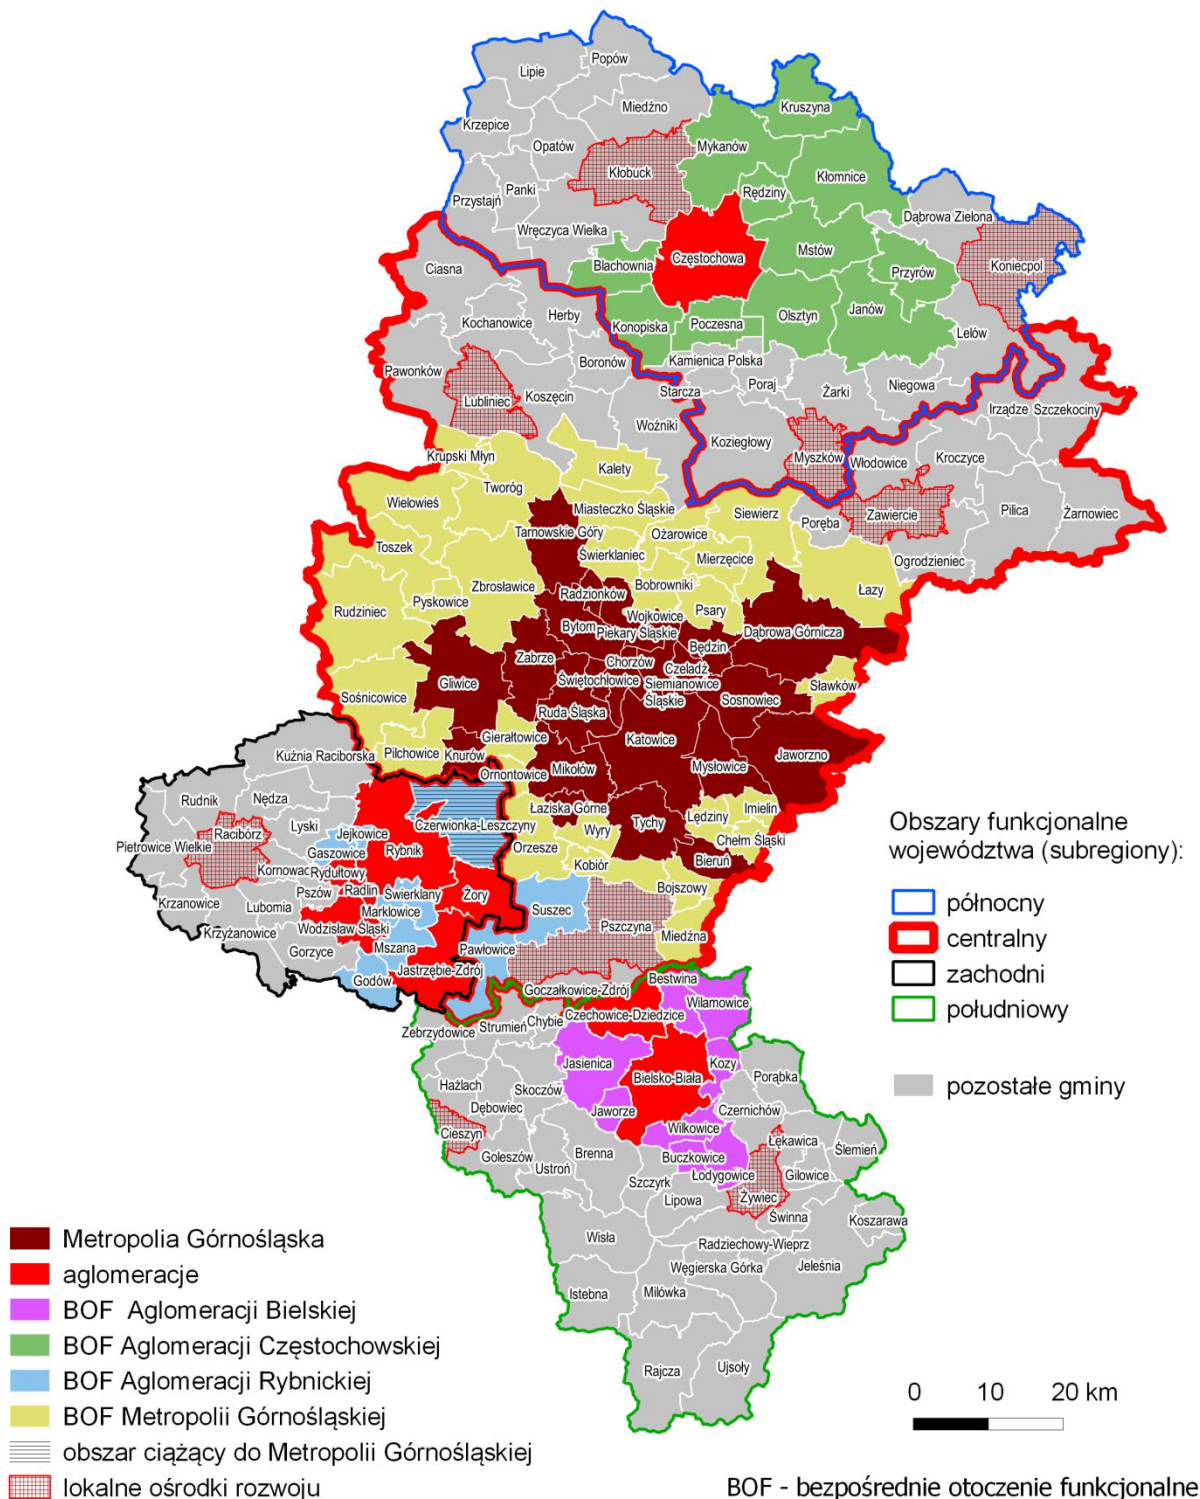 Popów
Lipie
Miedźno
Kruszyna
Krzepice
Opatów
Mykanów
Kłobuck
Kłomnice
Rędziny
Panki
Przystajń
Dąbrowa Zielona
Wręczyca Wielka
Mstów
Częstochowa
Koniecpol
Blachownia
Przyrów
Ciasna
Janów
Olsztyn
Herby
Kochanowice
Konopiska
Poczesna
Lelów
Boronów
Kamienica Polska
Pawonków
Poraj
Żarki
Niegowa
Starcza
Koszęcin
Lubliniec
Irządze
Szczekociny
Woźniki
Koziegłowy
Myszków
Włodowice
Kroczyce
Krupski Młyn
Kalety
Tworóg
Wielowieś
Miasteczko Śląskie
Siewierz
Zawiercie
Pilica
Żarnowiec
Poręba
Tarnowskie Góry
Ożarowice
Toszek
Świerklaniec
Mierzęcice
Ogrodzieniec
Zbrosławice
Bobrowniki
Łazy
Radzionków
Pyskowice
Rudziniec
Psary
Wojkowice
Bytom
Piekary Śląskie
Dąbrowa Górnicza
Będzin
Zabrze
Chorzów
Czeladź
Gliwice
Świętochłowice
Siemianowice
Śląskie
Sławków
Sośnicowice
Sosnowiec
Ruda Śląska
Gierałtowice
Katowice
Pilchowice
Knurów
Kuźnia Raciborska
Mikołów
Mysłowice
Jaworzno
Ornontowice
Rudnik
Nędza
Łaziska Górne
Imielin
Lędziny
Lyski
Racibórz
Jejkowice
Czerwionka-Leszczyny
Tychy
Wyry
Chełm Śląski
Pietrowice Wielkie
Gaszowice
Rybnik
Orzesze
Kobiór
Bieruń
Kornowac
Rydułtowy
Pszów
Radlin
Świerklany
Żory
Bojszowy
Krzanowice
Lubomia
Marklowice
Suszec
Krzyżanowice
Wodzisław Śląski
Pszczyna
Miedźna
Gorzyce
Mszana
Pawłowice
Godów
Jastrzębie-Zdrój
Bestwina
Goczałkowice-Zdrój
Wilamowice
Chybie
Czechowice-Dziedzice
Strumień
Zebrzydowice
Jasienica
Kozy
Bielsko-Biała
Porąbka
Hażlach
Skoczów
Dębowiec
Jaworze
Czernichów
Cieszyn
Wilkowice
Łękawica
Ślemień
Goleszów
Brenna
Buczkowice
Ustroń
Łodygowice
Gilowice
Szczyrk
Żywiec
Lipowa
Świnna
Koszarawa
Wisła
Radziechowy-Wieprz
Węgierska Górka
Jeleśnia
Istebna
Milówka
Rajcza
Ujsoły
Obszary funkcjonalne
województwa (subregiony):
północny
centralny
zachodni
południowy
pozostałe gminy
Metropolia Górnośląska
aglomeracje
BOF Aglomeracji Bielskiej
BOF Aglomeracji Częstochowskiej
BOF Aglomeracji Rybnickiej
BOF Metropolii Górnośląskiej
obszar ciążący do Metropolii Górnośląskiej
lokalne ośrodki rozwoju
0 10 20 km
BOF - bezpośrednie otoczenie funkcjonalne